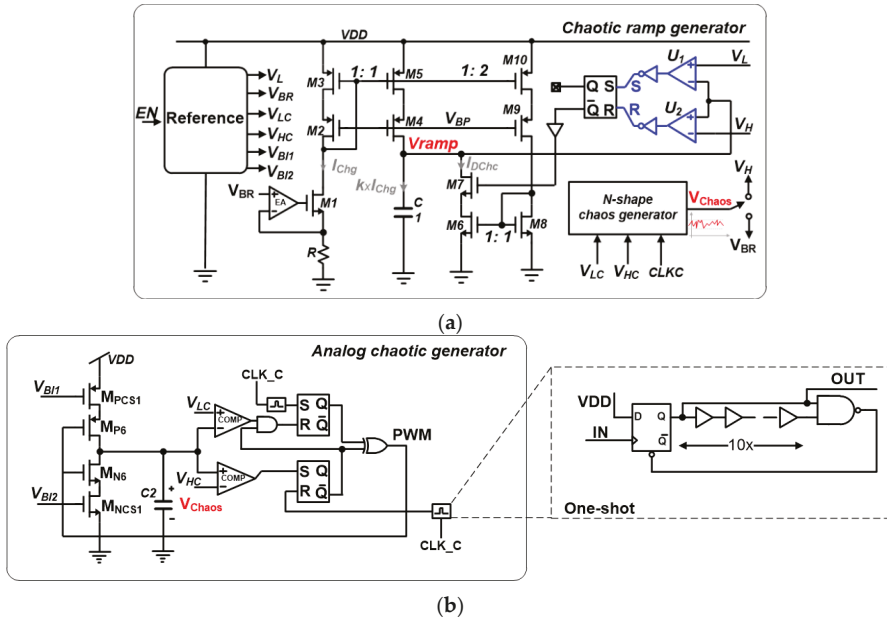 Chaotic ramp generator
VDD
M3
1: 1
M5
1: 2
M10
U1
VL
VL
VBR
VLC
VHC
VBI1
VBI2
EN
Reference
M2
M4
VBP
M9
Q S
Q̄ R
S
R
U2
VH
Vramp
IChg
IDChc
kxIChg
M7
VBR
EA
M1
C
1
M6
1: 1
M8
R
N-shape
chaos generator
VChaos
VH
VBR
VLC
VHC
CLKC
(a)
Analog chaotic generator
VDD
CLK_C
VBI1
MPCS1
VLC
COMP
S Q
R Q̄
MP6
PWM
MN6
VHC
COMP
S Q
R Q̄
VBI2
MNCS1
C2
+
VChaos
-
CLK_C
VDD
IN
D Q
Q̄
OUT
10x
One-shot
(b)